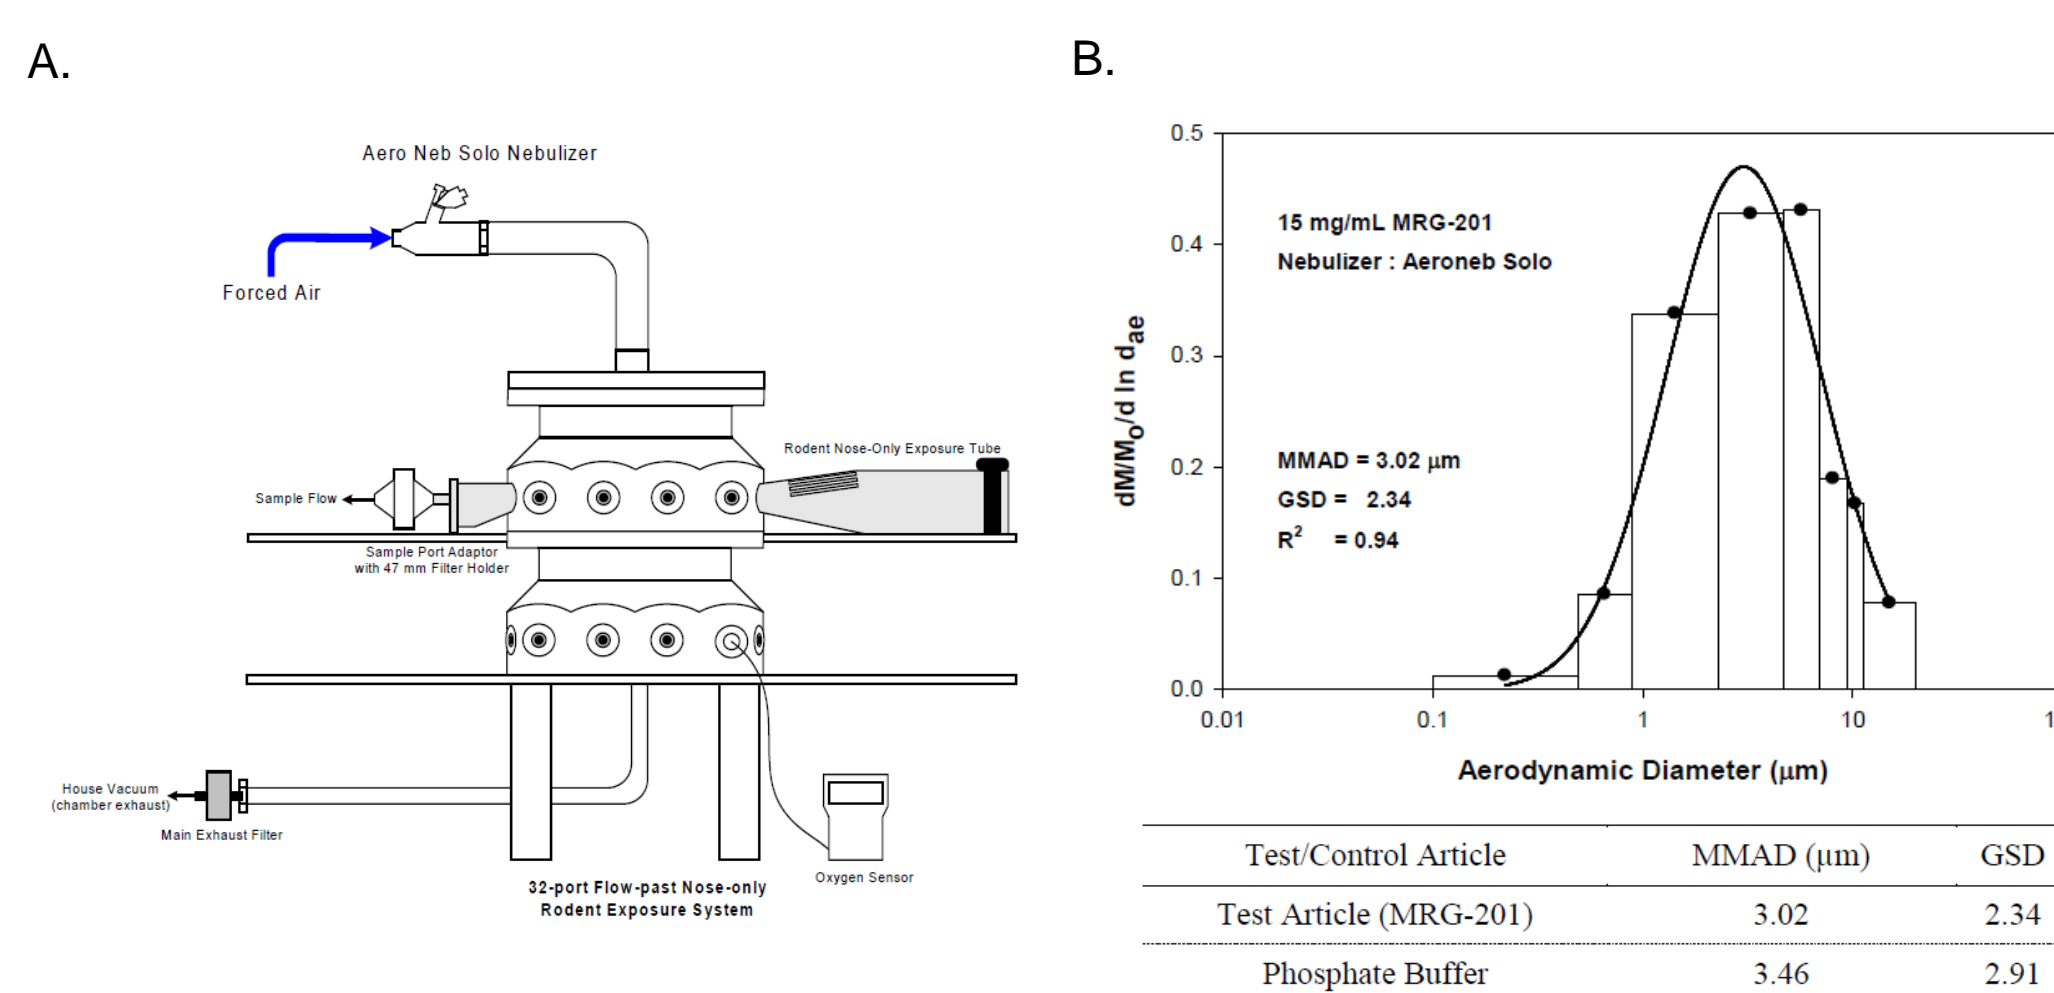 A.
Aero Neb Solo Nebulizer
Forced Air
Rodent Nose-Only Exposure Tube
Sample Flow
Sample Port Adaptor
with 47 mm Filter Holder
House Vacuum
(chamber exhaust)
Main Exhaust Filter
Oxygen Sensor
32-port Flow-past Nose-only
Rodent Exposure System
B.
0.5
0.4
0.3
0.2
0.1
0.0
dM/Mo/d ln dae
15 mg/mL MRG-201
Nebulizer : Aeroneb Solo
MMAD = 3.02 µm
GSD = 2.34
R² = 0.94
0.01 0.1 1 10 1
Aerodynamic Diameter (µm)
Test/Control Article MMAD (µm) GSD
Test Article (MRG-201) 3.02 2.34
Phosphate Buffer 3.46 2.91